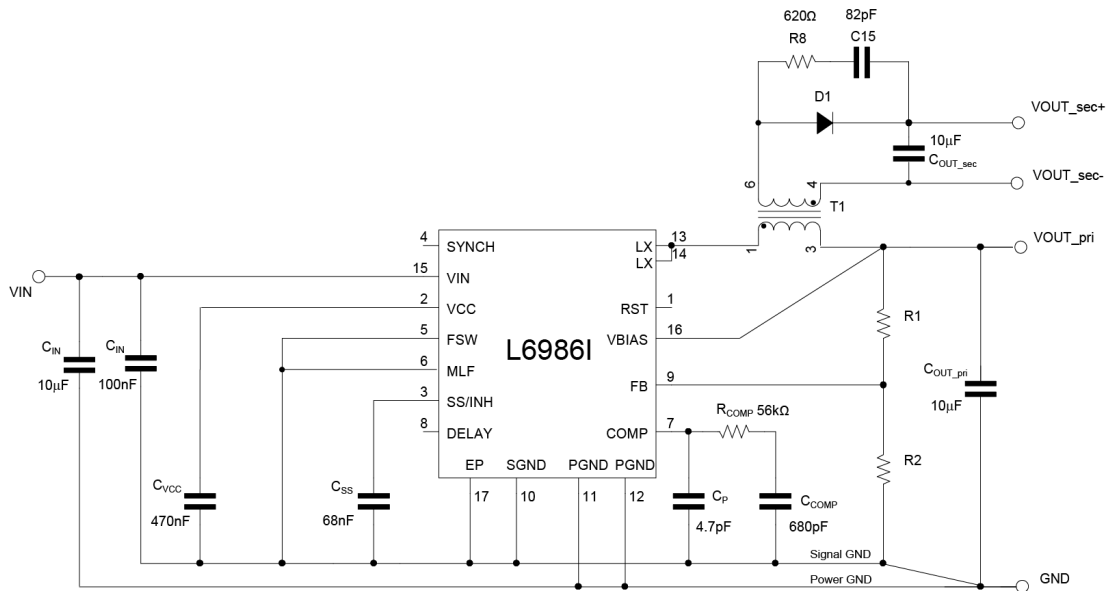 620Ω
82pF
R8
C15
D1
VOUT_sec+
10μF
COUT_sec
6
4
VOUT_sec-
T1
1
3
VOUT_pri
4
SYNCH
LX
13
LX
14
VIN
15
VIN
2
VCC
RST
1
5
FSW
VBIAS
16
R1
L6986I
CIN
10μF
CIN
100nF
6
MLF
3
SS/INH
FB
9
COUT_pri
10μF
8
DELAY
COMP
7
RCOMP 56kΩ
R2
EP
SGND
PGND
PGND
17
10
11
12
CVCC
470nF
CSS
68nF
CP
4.7pF
CCOMP
680pF
Signal GND
Power GND
GND